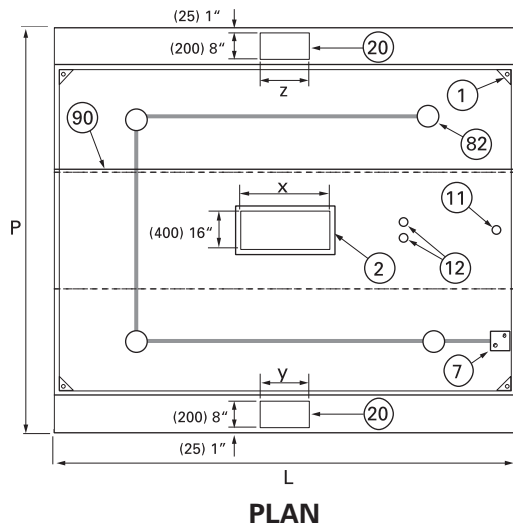 (25) 1“
(200) 8“
20
z
1
90
82
x
P
(400) 16“
11
2
12
y
7
(200) 8“
20
(25) 1”
L
PLAN